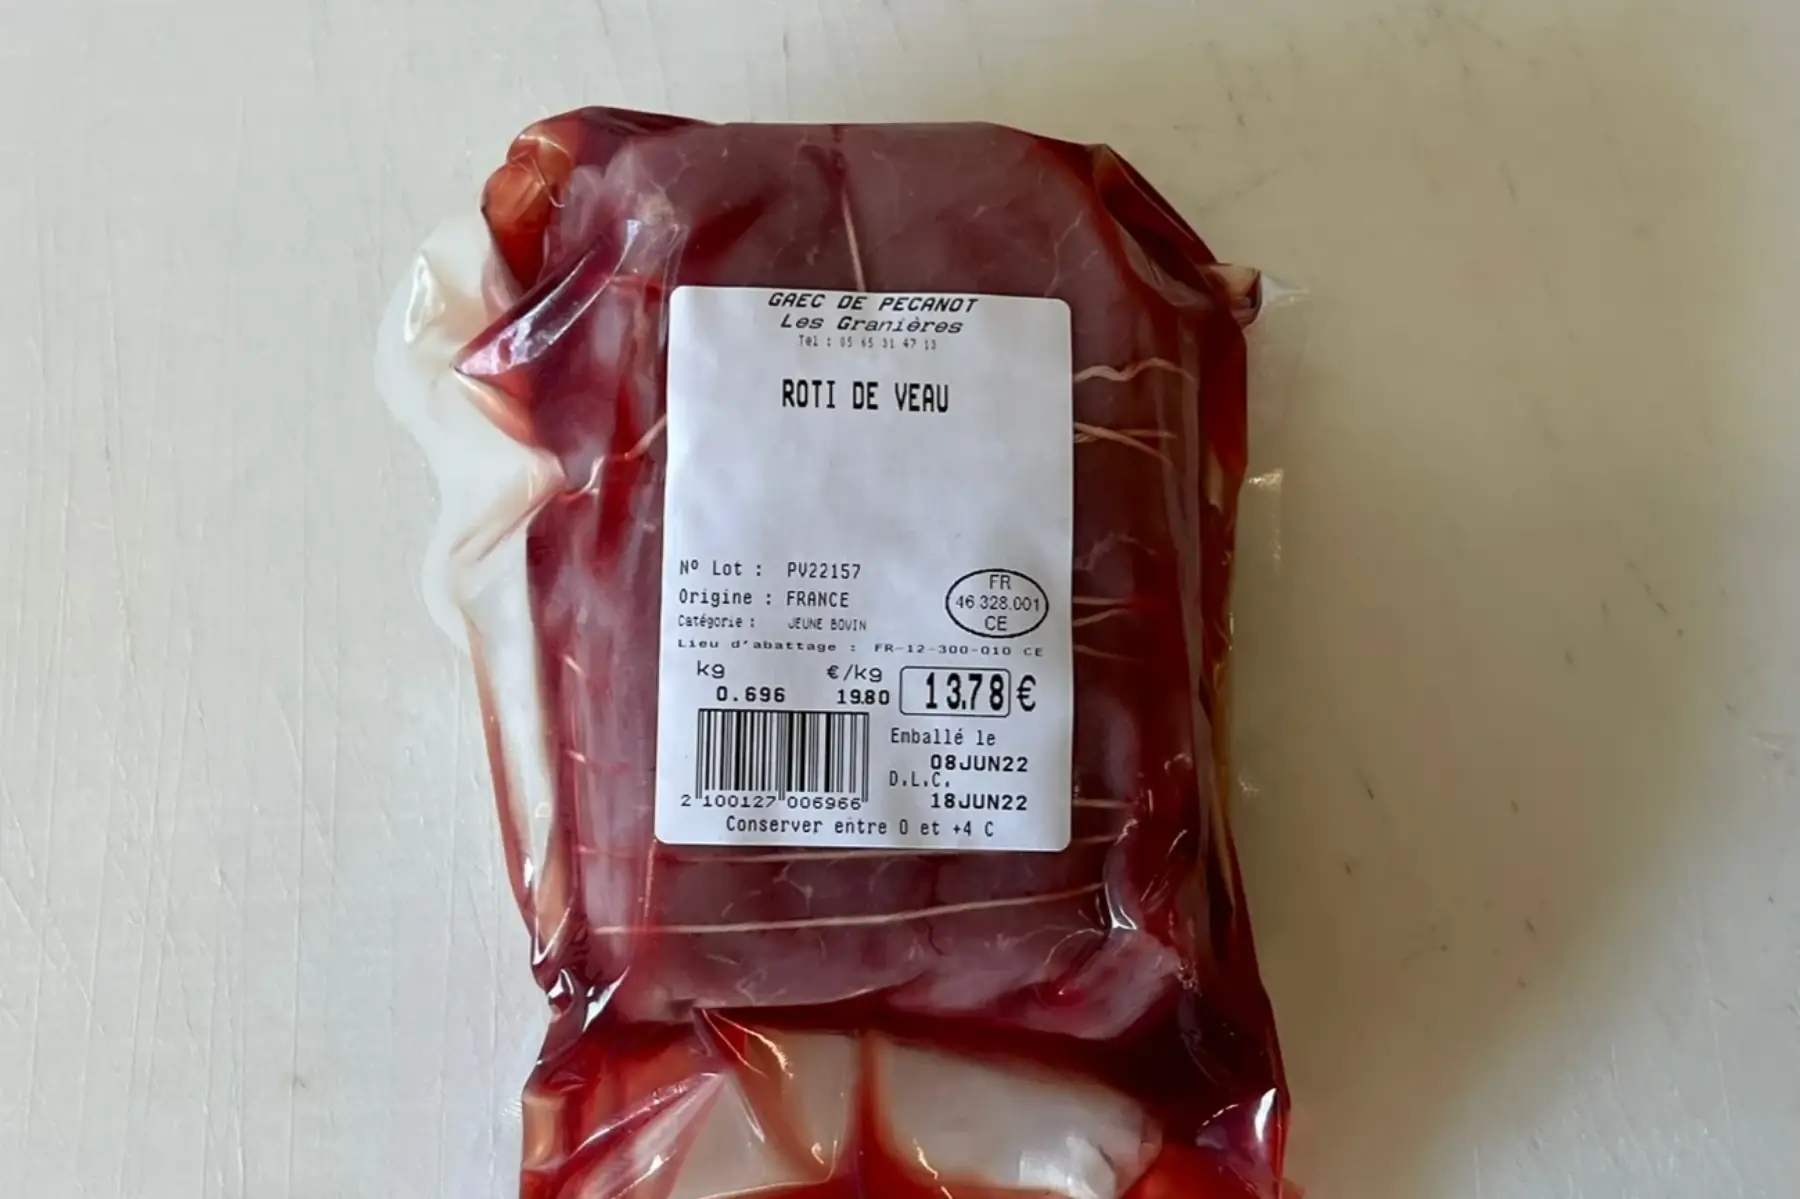 GAEC DE PECANOT
Les Granières
Tel : 05 65 31 47 13
ROTI DE VEAU
Nº Lot : PV22157
Origine : FRANCE
Catégorie : JEUNE BOVIN
FR
46.328.001
CE
Lieu d'abattage : FR-12-300-010 CE
kg €/kg
0.696 19.80 13.78 €
Emballé le
08JUN22
D.L.C.
18JUN22
2 100127 006966
Conserver entre 0 et +4 C